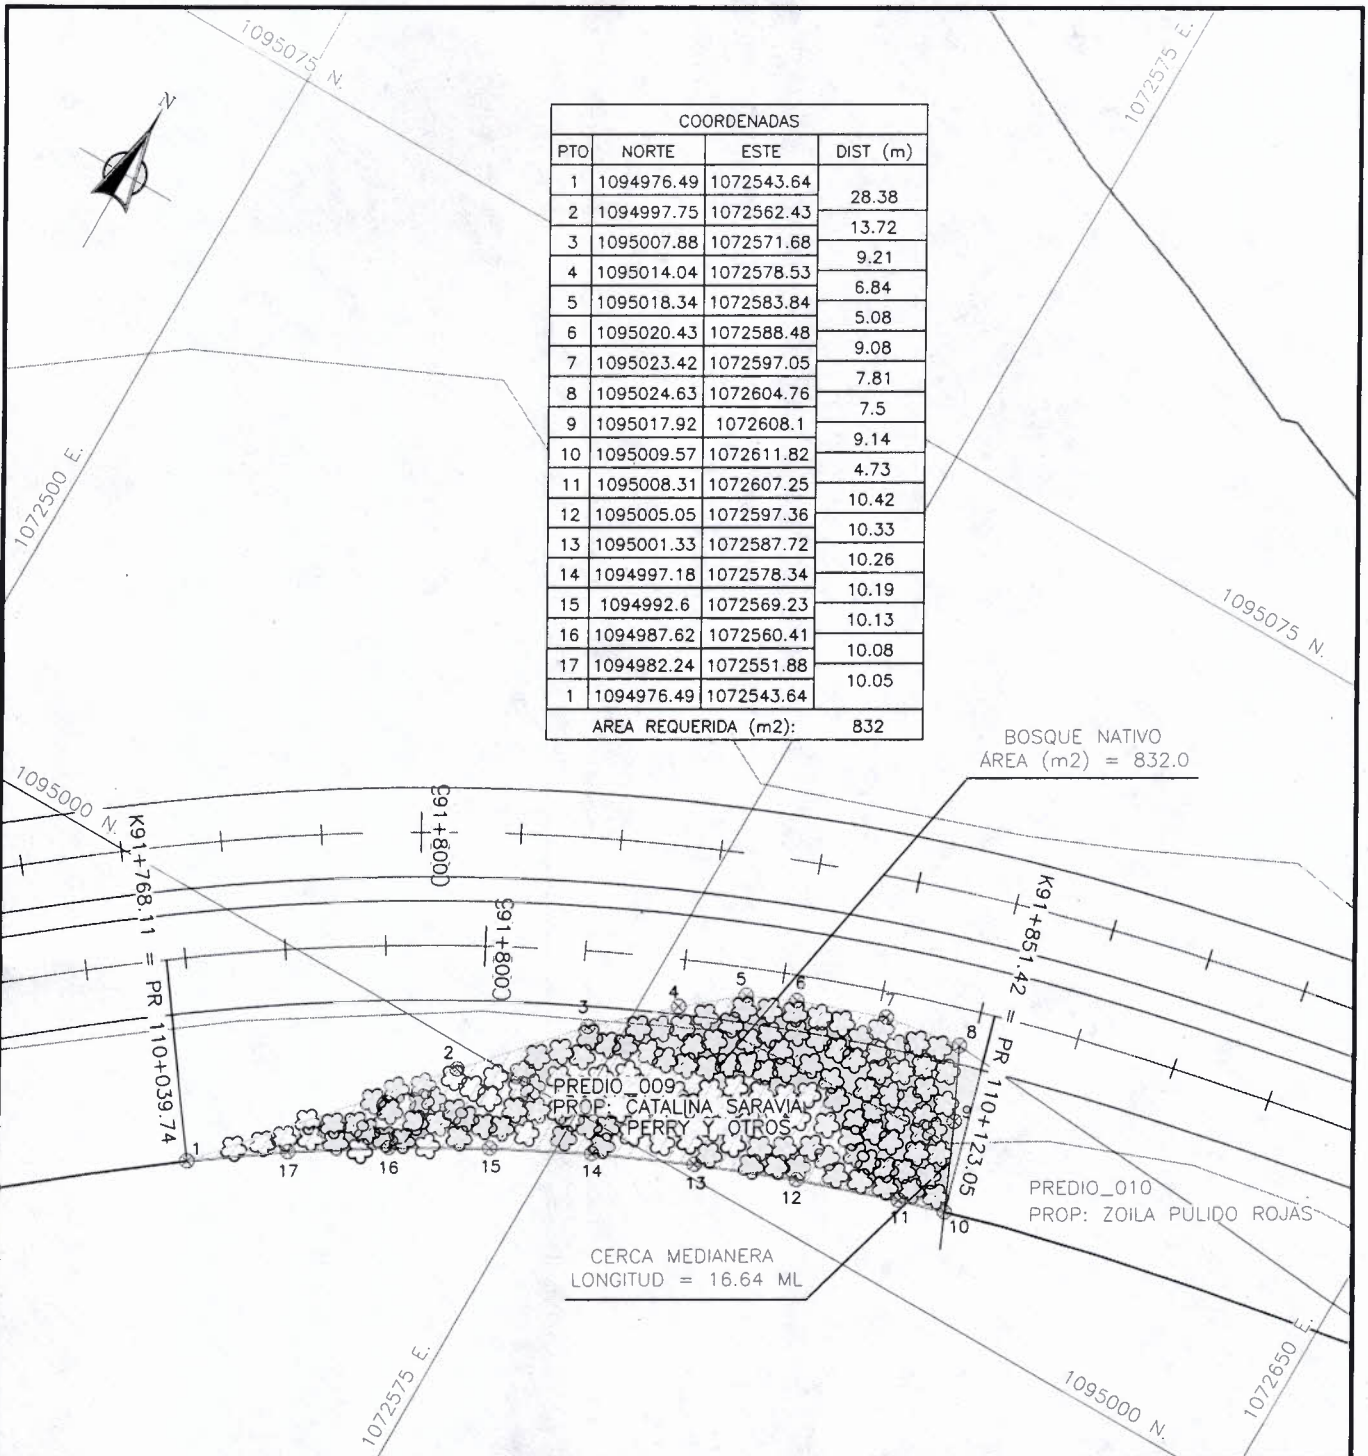 1095075 N.
1072575 E.
N
COORDENADAS
PTO NORTE ESTE DIST (m)
1 1094976.49 1072543.64
28.38
2 1094997.75 1072562.43
13.72
3 1095007.88 1072571.68
9.21
4 1095014.04 1072578.53
6.84
5 1095018.34 1072583.84
5.08
6 1095020.43 1072588.48
9.08
7 1095023.42 1072597.05
7.81
8 1095024.63 1072604.76
7.5
9 1095017.92 1072608.1
9.14
10 1095009.57 1072611.82
4.73
11 1095008.31 1072607.25
10.42
12 1095005.05 1072597.36
10.33
13 1095001.33 1072587.72
10.26
14 1094997.18 1072578.34
10.19
15 1094992.6 1072569.23
10.13
16 1094987.62 1072560.41
10.08
17 1094982.24 1072551.88
10.05
1 1094976.49 1072543.64
AREA REQUERIDA (m2): 832
1072500 E.
1095075 N.
BOSQUE NATIVO
ÁREA (m2) = 832.0
1095000 N.
K91+768.11 = PR 110+039.74
K91+851.42 = PR 110+123.05
1
2
3
4
5
6
7
8
9
10
11
12
13
14
15
16
17
PREDIO_009
PROP: CATALINA SARAVIA
PERRY Y OTROS
PREDIO_010
PROP: ZOILA PULIDO ROJAS
CERCA MEDIANERA
LONGITUD = 16.64 ML
1072575 E.
1095000 N.
1072650 E.